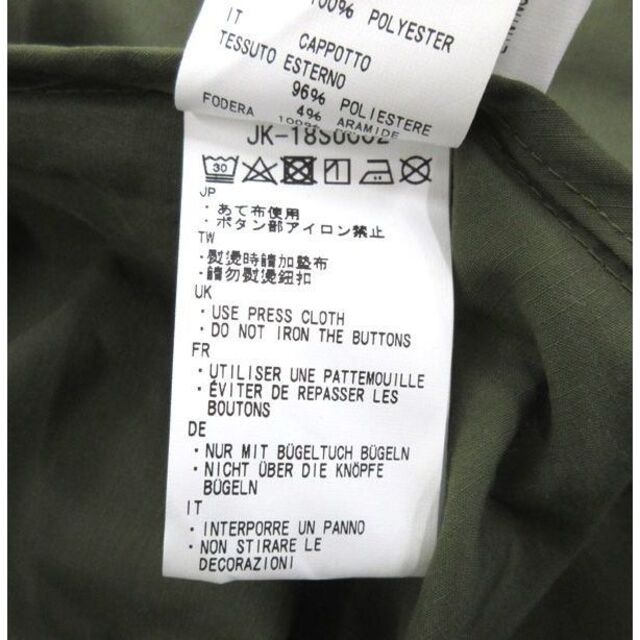 100% POLYESTER
IT
CAPPOTTO
TESSUTO ESTERNO
96% POLIESTERE
4% ARAMIDE
FODERA
JK-18S0002
30
JP
・あて布使用
・ボタン部アイロン禁止
TW
・熨燙時請加墊布
・請勿熨燙鈕扣
UK
・USE PRESS CLOTH
・DO NOT IRON THE BUTTONS
FR
・UTILISER UNE PATTEMOUILLE
・ÉVITER DE REPASSER LES
BOUTONS
DE
・NUR MIT BÜGELTUCH BÜGELN
・NICHT ÜBER DIE KNÖPFE
BÜGELN
IT
・INTERPORRE UN PANNO
・NON STIRARE LE
DECORAZIONI